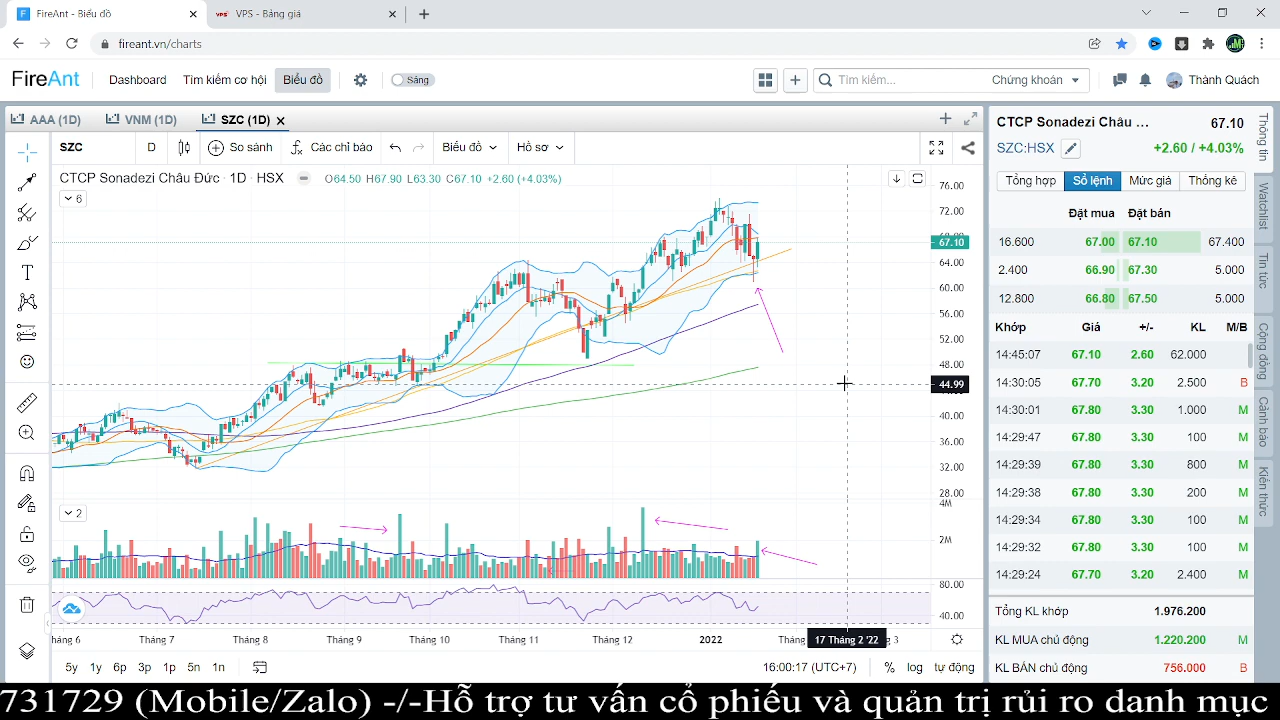 FireAnt - Biểu đồ
VPS VPS - Bảng giá
fireant.vn/charts
FireAnt Dashboard Tìm kiếm cơ hội Biểu đồ Sáng Tìm kiếm... Chứng khoán Thành Quách
AAA (1D) VNM (1D) SZC (1D)
SZC D So sánh Các chỉ báo Biểu đồ Hồ sơ
CTCP Sonadezi Châu Đức · 1D · HSX O64.50 H67.90 L63.30 C67.10 +2.60 (+4.03%)
6
76.00
72.00
67.10
64.00
60.00
56.00
52.00
48.00
44.99
40.00
36.00
32.00
28.00
2
4M
2M
80.00
40.00
háng 6 Tháng 7 Tháng 8 Tháng 9 Tháng 10 Tháng 11 Tháng 12 2022 Tháng 17 Tháng 2 '22 3
5y 1y 6p 3p 1p 5n 1n 16:00:17 (UTC+7) % log tự động
CTCP Sonadezi Châu ... 67.10
SZC:HSX +2.60 / +4.03%
Tổng hợp Sổ lệnh Mức giá Thống kê
Đặt mua Đặt bán
16.600 67.00 67.10 67.400
2.400 66.90 67.30 5.000
12.800 66.80 67.50 5.000
Khớp Giá +/- KL M/B
14:45:07 67.10 2.60 62.000
14:30:35 67.70 3.20 2.500 B
14:30:01 67.80 3.30 1.000 M
14:29:47 67.80 3.30 100 M
14:29:39 67.80 3.30 800 M
14:29:38 67.80 3.30 200 M
14:29:34 67.80 3.30 100 M
14:29:32 67.80 3.30 100 M
14:29:24 67.70 3.20 2.400 M
Tổng KL khớp 1.976.200
KL MUA chủ động 1.220.200 M
KL BÁN chủ động 756.000 B
Thông tin
Watchlist
Tin tức
Cộng đồng
Cảnh báo
Kiến thức
731729 (Mobile/Zalo) -/-Hỗ trợ tư vấn cổ phiếu và quản trị rủi ro danh mục